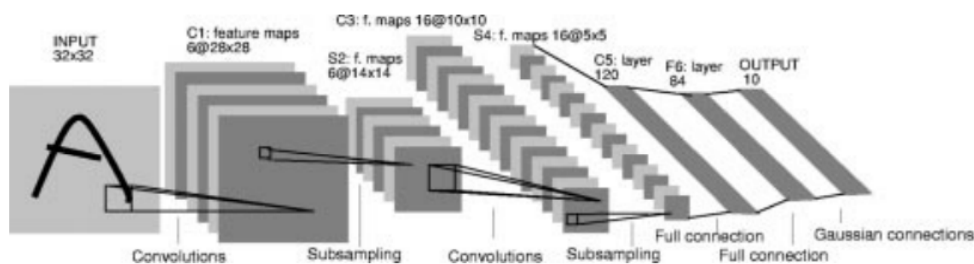 INPUT
32x32
C1: feature maps
6@28x28
S2: f. maps
6@14x14
C3: f. maps 16@10x10
S4: f. maps 16@5x5
C5: layer
120
F6: layer
84
OUTPUT
10
Convolutions
Subsampling
Convolutions
Subsampling
Full connection
Full connection
Gaussian connections
A